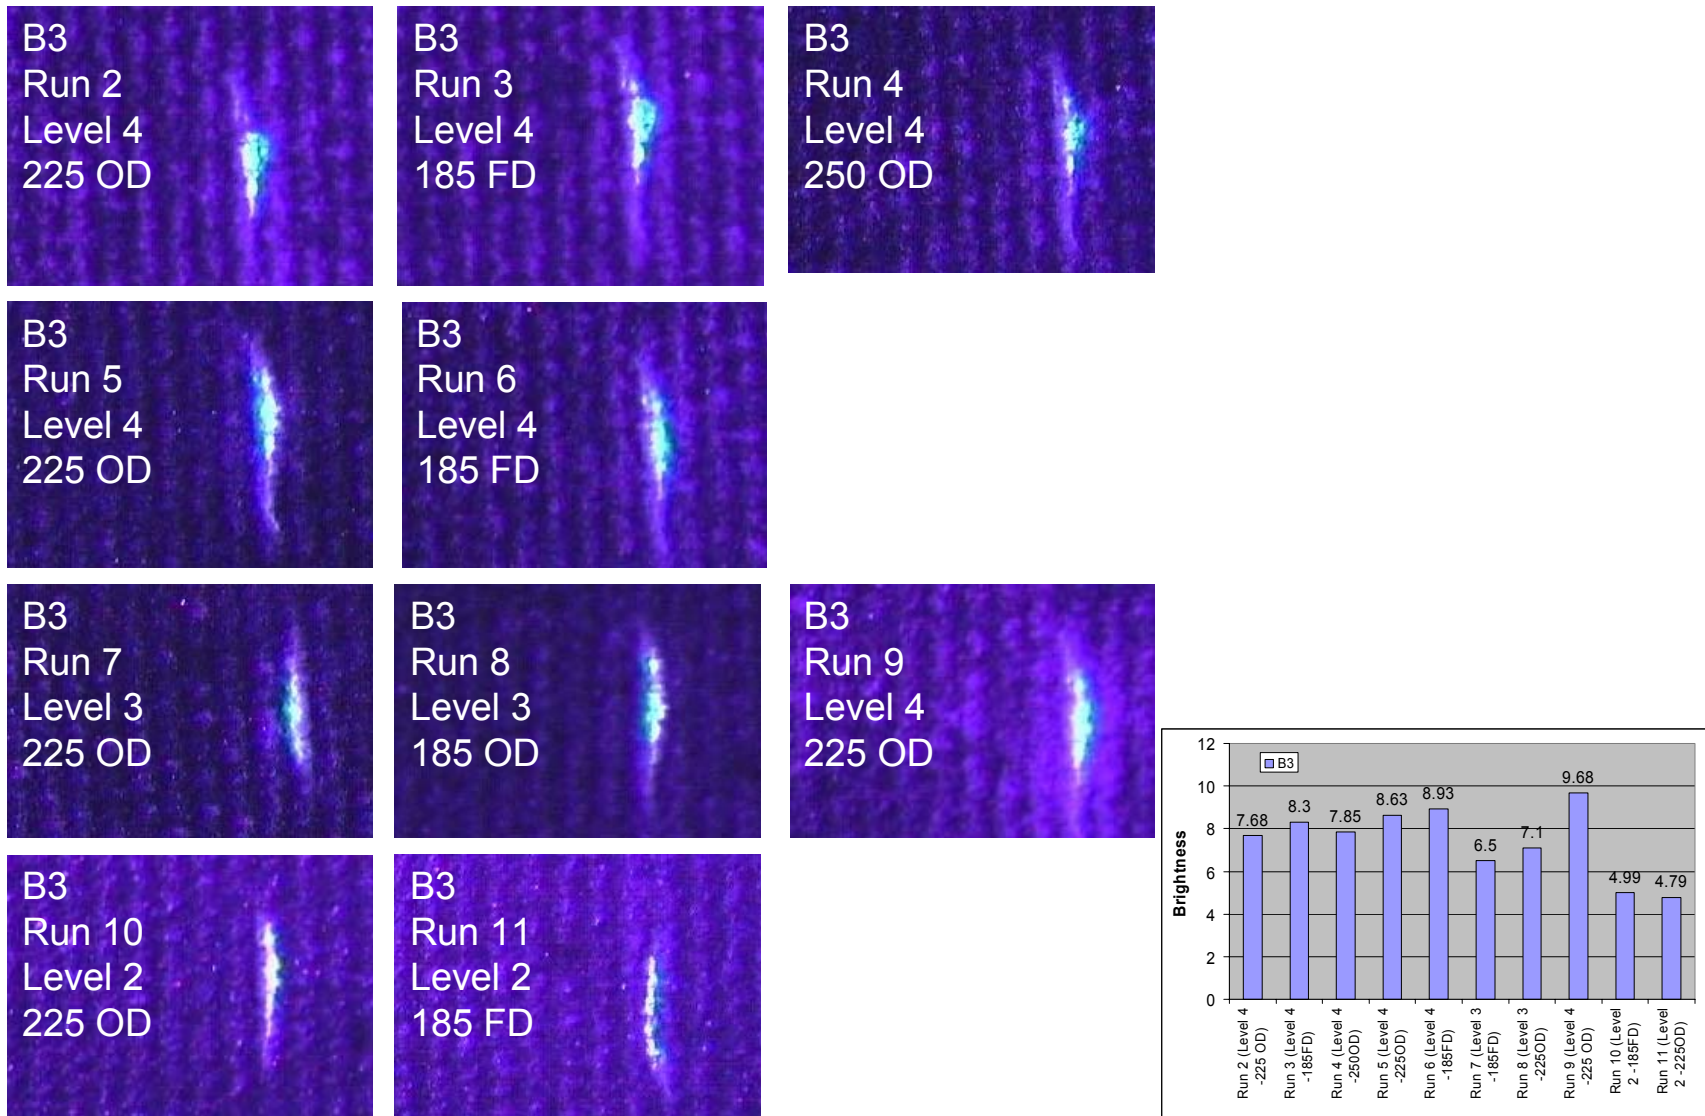 B3
Run 2
Level 4
225 OD
B3
Run 3
Level 4
185 FD
B3
Run 4
Level 4
250 OD
B3
Run 5
Level 4
225 OD
B3
Run 6
Level 4
185 FD
B3
Run 7
Level 3
225 OD
B3
Run 8
Level 3
185 OD
B3
Run 9
Level 4
225 OD
B3
Run 10
Level 2
225 OD
B3
Run 11
Level 2
185 FD
B3
Brightness
12
10
8
6
4
2
0
7.68
8.3
7.85
8.63
8.93
6.5
7.1
9.68
4.99
4.79
Run 2 (Level 4
-225 OD)
Run 3 (Level 4
-185FD)
Run 4 (Level 4
-250OD)
Run 5 (Level 4
-225OD)
Run 6 (Level 4
-185FD)
Run 7 (Level 3
-185FD)
Run 8 (Level 3
-225OD)
Run 9 (Level 4
-225 OD)
Run 10 (Level
2 -185FD)
Run 11 (Level
2 -225OD)